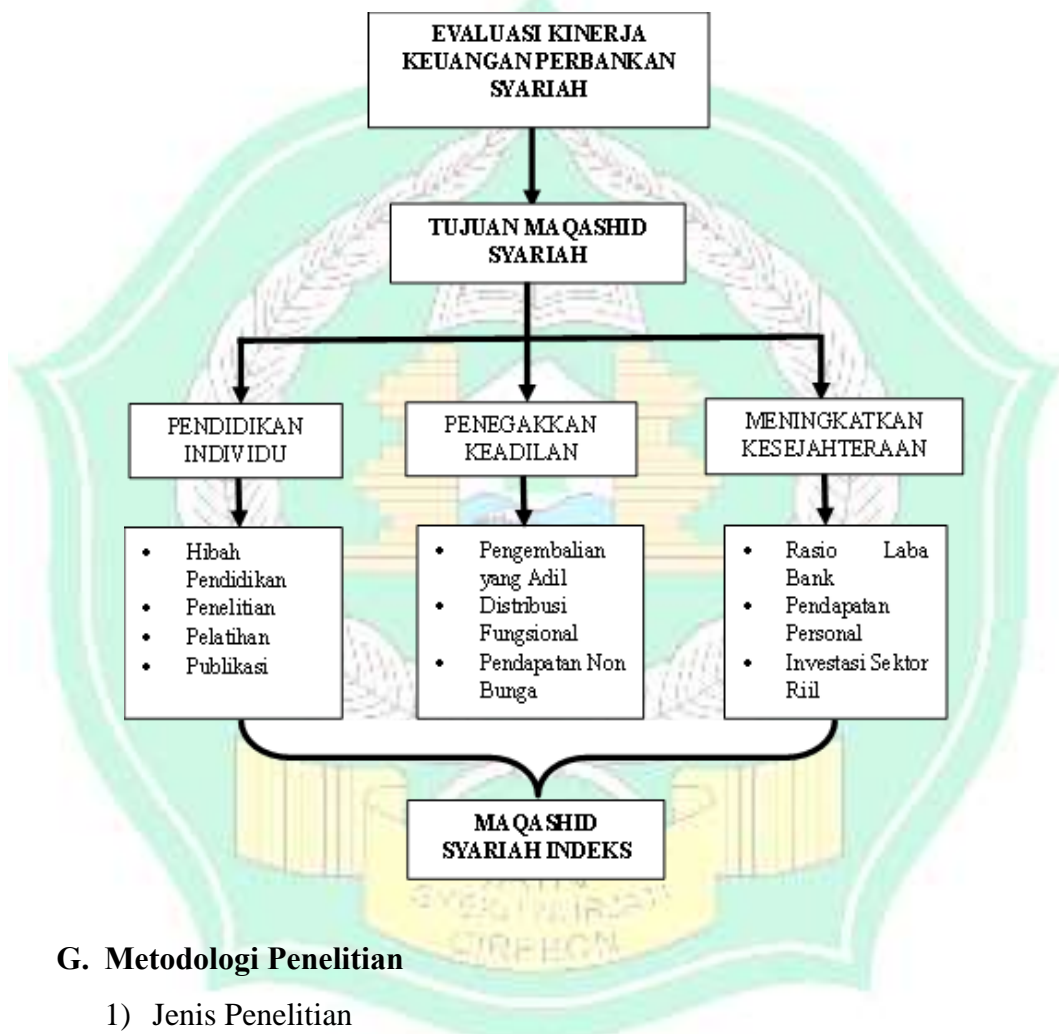 EVALUASI KINERJA
KEUANGAN PERBANKAN
SYARIAH
TUJUAN MAQASHID
SYARIAH
PENDIDIKAN
INDIVIDU
PENEGAKKAN
KEADILAN
MENINGKATKAN
KESEJAHTERAAN
• Hibah
Pendidikan
• Penelitian
• Pelatihan
• Publikasi
• Pengembalian
yang Adil
• Distribusi
Fungsional
• Pendapatan Non
Bunga
• Rasio Laba
Bank
• Pendapatan
Personal
• Investasi Sektor
Riil
MAQASHID
SYARIAH INDEKS
CIREBON
G. Metodologi Penelitian
1) Jenis Penelitian